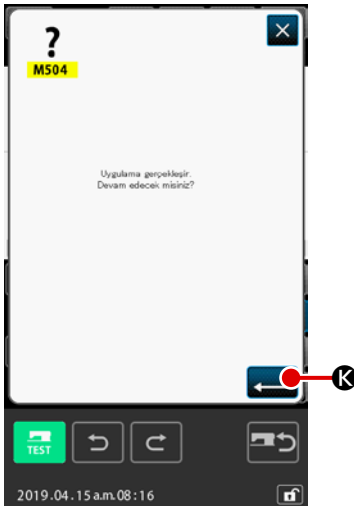 ?
M504
Uygulama gerçekleşir.
Devam edecek misiniz?
K
TEST
2019.04.15 a.m. 08:16